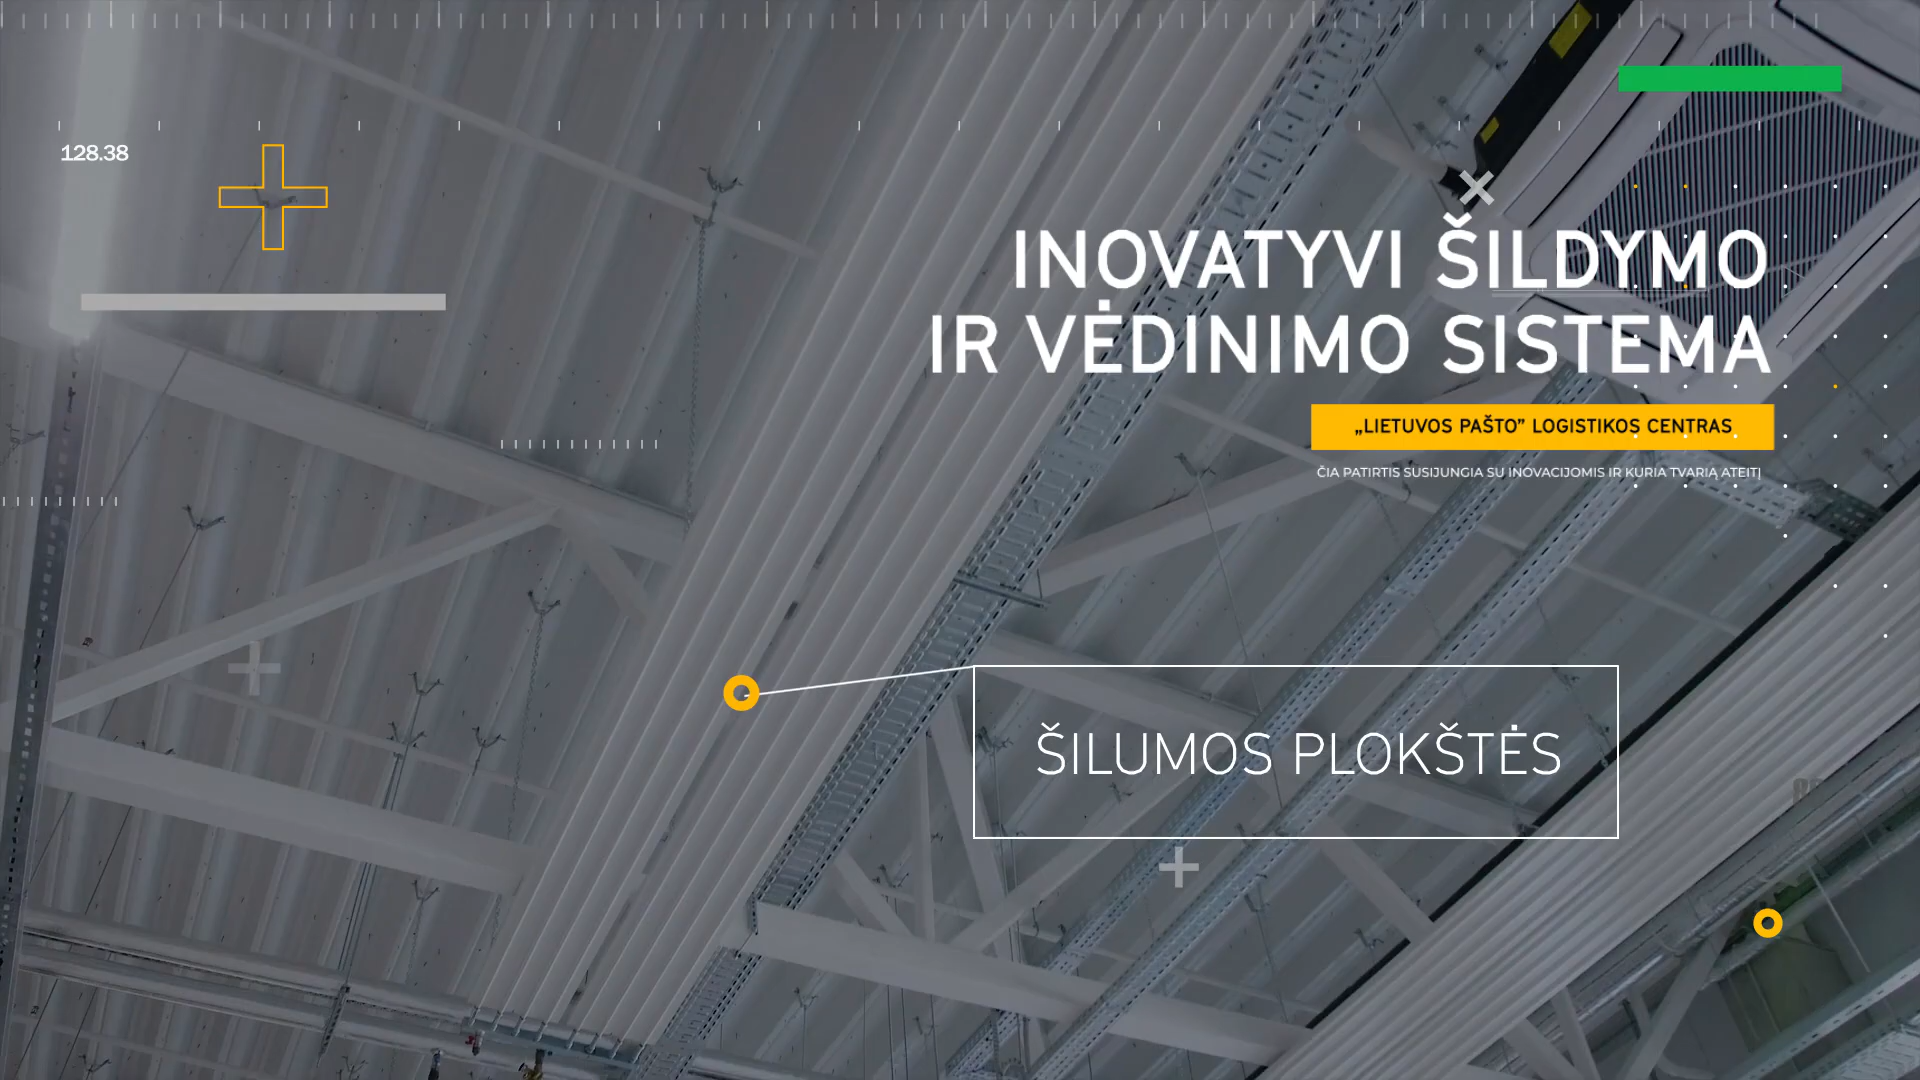 128.38
INOVATYVI ŠILDYMO
IR VĖDINIMO SISTEMA
„LIETUVOS PAŠTO” LOGISTIKOS CENTRAS
ČIA PATIRTIS SUSIJUNGIA SU INOVACIJOMIS IR KURIA TVARIĄ ATEITĮ
ŠILUMOS PLOKŠTĖS